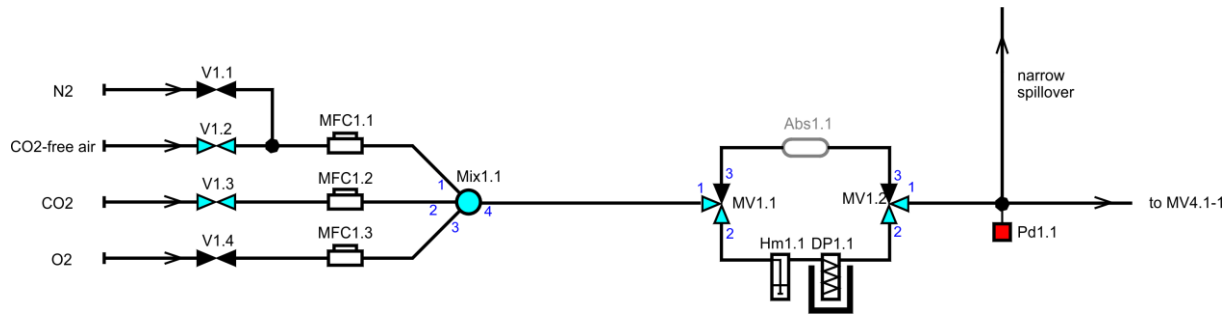 V1.1
N2
narrow
spillover
V1.2
MFC1.1
Abs1.1
CO2-free air
V1.3
MFC1.2
Mix1.1
1
3
3
CO2
2
4
1
MV1.1
MV1.2
1
to MV4.1-1
3
2
2
V1.4
MFC1.3
Hm1.1
DP1.1
Pd1.1
O2